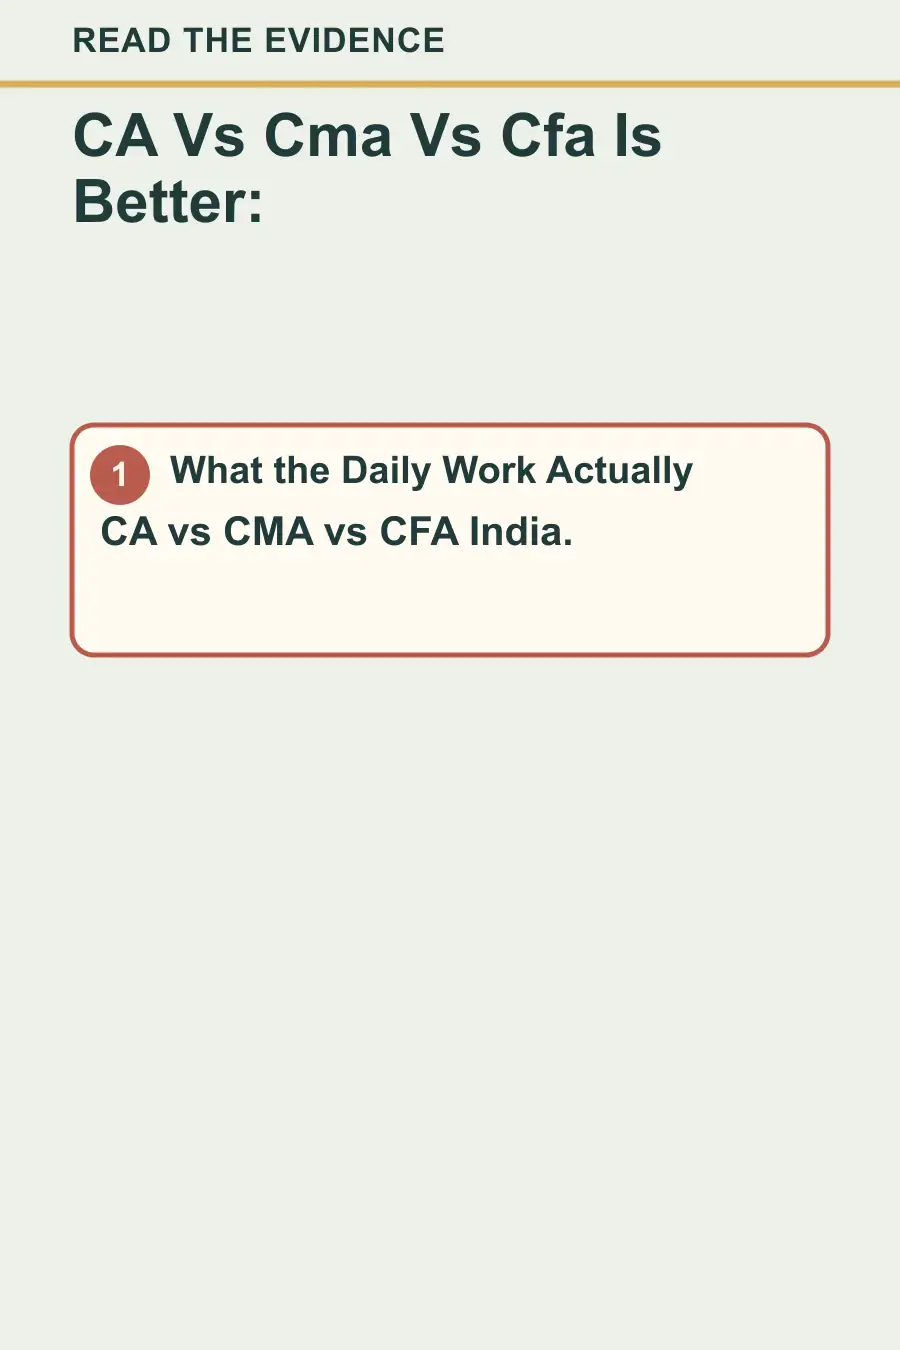 READ THE EVIDENCE
CA Vs Cma Vs Cfa Is
Better:
1 What the Daily Work Actually
CA vs CMA vs CFA India.